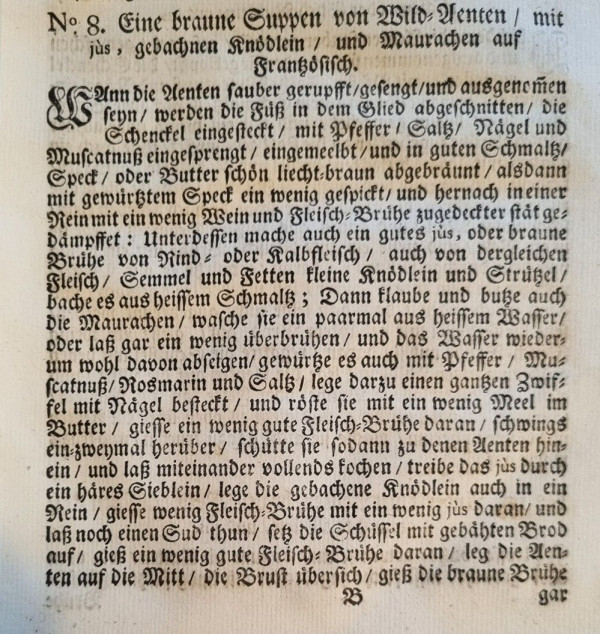 No. 8. Eine braune Suppen von Wild-Aenten / mit
jùs, gebachnen Knödlein / und Maurachen auf
Frantzösisch.
WAnn die Aenten sauber gerupfft/gesengt/und ausgenom̃en
seyn / werden die Füß in dem Glied abgeschnitten / die
Schenckel eingesteckt / mit Pfeffer / Saltz / Nägel und
Muscatnuß eingesprengt / eingemeelbt/und in guten Schmaltz/
Speck / oder Butter schön liecht-braun abgebräunt / alsdann
mit gewürtztem Speck ein wenig gespickt/ und hernach in einer
Rein mit ein wenig Wein und Fleisch-Brühe zugedeckter stät ge-
dämpffet: Unterdessen mache auch ein gutes jùs, oder braune
Brühe von Rind- oder Kalbfleisch / auch von dergleichen
Fleisch / Semmel und Fetten kleine Knödlein und Strützel /
bache es aus heissem Schmaltz; Dann klaube und butze auch
die Maurachen / wasche sie ein paarmal aus heissem Wasser/
oder laß gar ein wenig überbrühen / und das Wasser wieder-
um wohl davon abseigen/ gewürtze es auch mit Pfeffer / Mu-
scatnuß/ Rosmarin und Saltz / lege darzu einen gantzen Zwif-
fel mit Nägel besteckt / und röste sie mit ein wenig Meel im
Butter / giesse ein wenig gute Fleisch-Brühe daran / schwings
ein-zweymal herüber / schütte sie sodann zu denen Aenten hin-
ein / und laß miteinander vollends kochen / treibe das jùs durch
ein häres Sieblein / lege die gebachene Knödlein auch in ein
Rein / giesse wenig Fleisch-Brühe mit ein wenig jùs daran/ und
laß noch einen Sud thun / setz die Schüssel mit gebähten Brod
auf / gieß ein wenig gute Fleisch-Brühe daran / leg die Aen-
ten auf die Mitt / die Brust übersich / gieß die braune Brühe
B gar